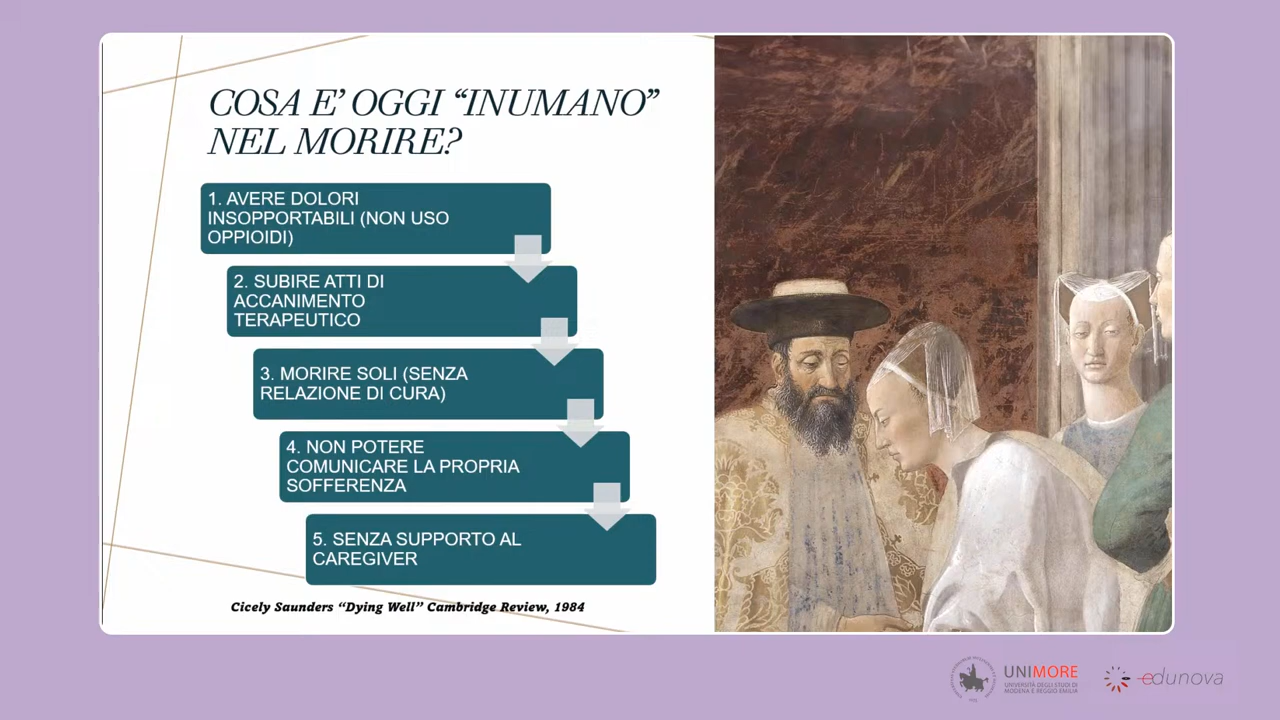 COSA E’ OGGI “INUMANO”
NEL MORIRE?
1. AVERE DOLORI
INSOPPORTABILI (NON USO
OPPIOIDI)
2. SUBIRE ATTI DI
ACCANIMENTO
TERAPEUTICO
3. MORIRE SOLI (SENZA
RELAZIONE DI CURA)
4. NON POTERE
COMUNICARE LA PROPRIA
SOFFERENZA
5. SENZA SUPPORTO AL
CAREGIVER
Cicely Saunders “Dying Well” Cambridge Review, 1984
UNIMORE
UNIVERSITÀ DEGLI STUDI DI
MODENA E REGGIO EMILIA
edunova